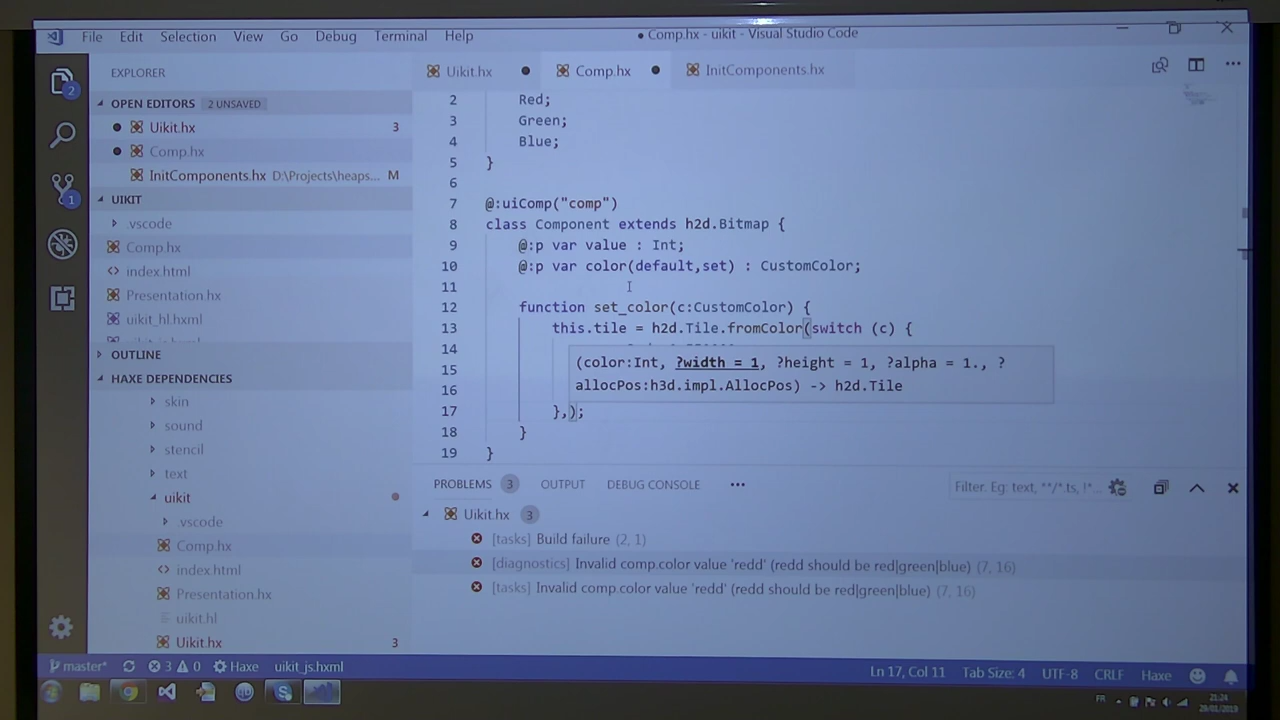 File Edit Selection View Go Debug Terminal Help
● Comp.hx - uikit - Visual Studio Code
EXPLORER
OPEN EDITORS 2 UNSAVED
Uikit.hx 3
Comp.hx
InitComponents.hx D:\Projects\heaps... M
UIKIT
.vscode
Comp.hx
index.html
Presentation.hx
uikit_hl.hxml
OUTLINE
HAXE DEPENDENCIES
skin
sound
stencil
text
uikit
.vscode
Comp.hx
index.html
Presentation.hx
uikit.hl
Uikit.hx 3
2
1
Uikit.hx Comp.hx InitComponents.hx
2 Red;
3 Green;
4 Blue;
5 }
6
7 @:uiComp("comp")
8 class Component extends h2d.Bitmap {
9 @:p var value : Int;
10 @:p var color(default,set) : CustomColor;
11
12 function set_color(c:CustomColor) {
13 this.tile = h2d.Tile.fromColor(switch (c) {
14
(color:Int, ?width = 1, ?height = 1, ?alpha = 1., ?
15
allocPos:h3d.impl.AllocPos) -> h2d.Tile
16
17 },);
18 }
19 }
PROBLEMS 3 OUTPUT DEBUG CONSOLE ••• Filter. Eg: text, **/*.ts, !*...
Uikit.hx 3
[tasks] Build failure (2, 1)
[diagnostics] Invalid comp.color value 'redd' (redd should be red|green|blue) (7, 16)
[tasks] Invalid comp.color value 'redd' (redd should be red|green|blue) (7, 16)
master* 3 0 Haxe uikit_js.hxml Ln 17, Col 11 Tab Size: 4 UTF-8 CRLF Haxe
FR 21:24
29/01/2019